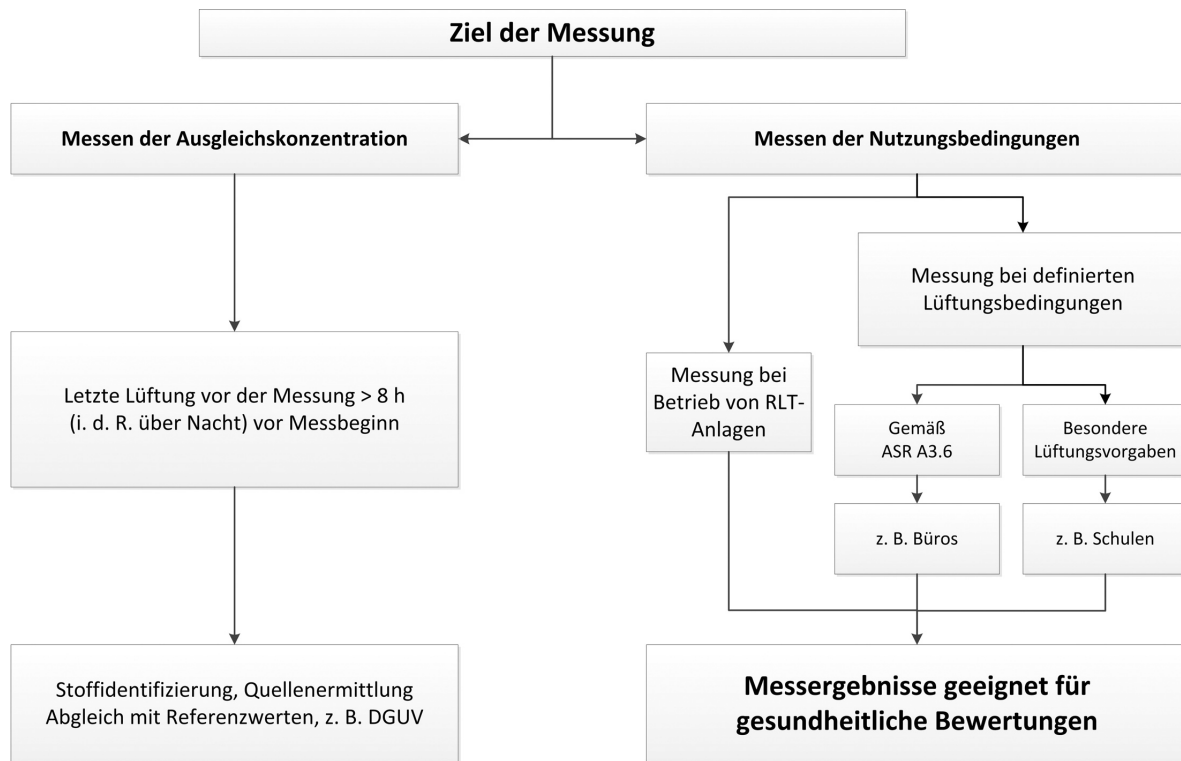 Ziel der Messung
Messen der Ausgleichskonzentration
Messen der Nutzungsbedingungen
Letzte Lüftung vor der Messung > 8 h
(i. d. R. über Nacht) vor Messbeginn
Stoffidentifizierung, Quellenermittlung
Abgleich mit Referenzwerten, z. B. DGUV
Messung bei
Betrieb von RLT-
Anlagen
Messung bei definierten
Lüftungsbedingungen
Gemäß
ASR A3.6
z. B. Büros
Besondere
Lüftungsvorgaben
z. B. Schulen
Messergebnisse geeignet für
gesundheitliche Bewertungen